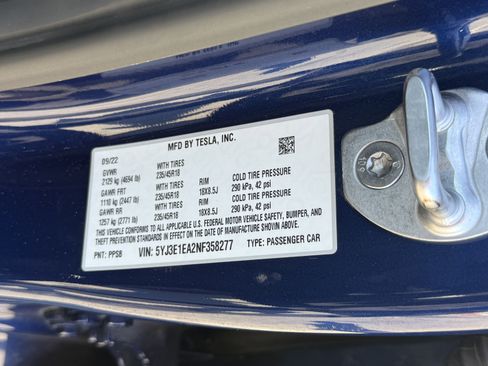 MFD BY TESLA, INC.
09/22
GVWR WITH TIRES RIM COLD TIRE PRESSURE
2129 kg (4694 lb) 235/45R18 18X8.5J 290 kPa, 42 psi
GAWR FRT WITH TIRES RIM COLD TIRE PRESSURE
1110 kg (2447 lb) 235/45R18 18X8.5J 290 kPa, 42 psi
GAWR RR WITH TIRES
1257 kg (2771 lb) 235/45R18
THIS VEHICLE CONFORMS TO ALL APPLICABLE U.S. FEDERAL MOTOR VEHICLE SAFETY, BUMPER, AND
THEFT PREVENTION STANDARDS IN EFFECT ON THE DATE OF MANUFACTURE SHOWN ABOVE.
PNT: PPSB VIN: 5YJ3E1EA2NF358277 TYPE: PASSENGER CAR